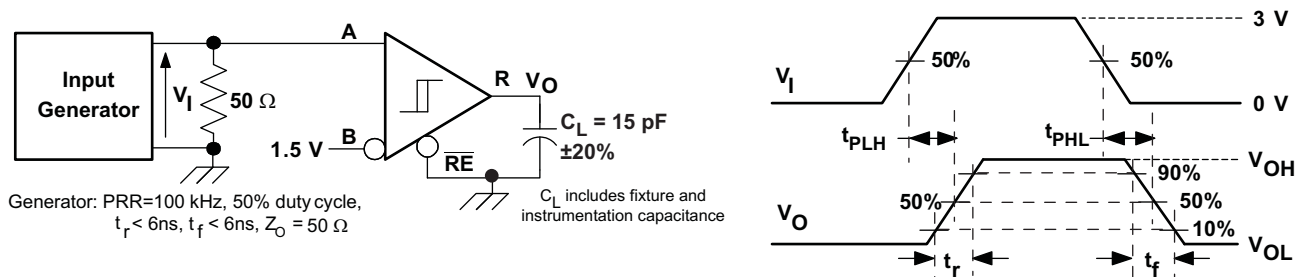 Input
Generator
V_I
50 Ω
A
B
1.5 V
R
V_O
RE
C_L = 15 pF
±20%
Generator: PRR=100 kHz, 50% duty cycle,
t_r < 6ns, t_f < 6ns, Z_O = 50 Ω
C_L includes fixture and
instrumentation capacitance
3 V
50%
50%
V_I
0 V
t_PLH
t_PHL
V_OH
90%
50%
50%
V_O
10%
V_OL
t_r
t_f